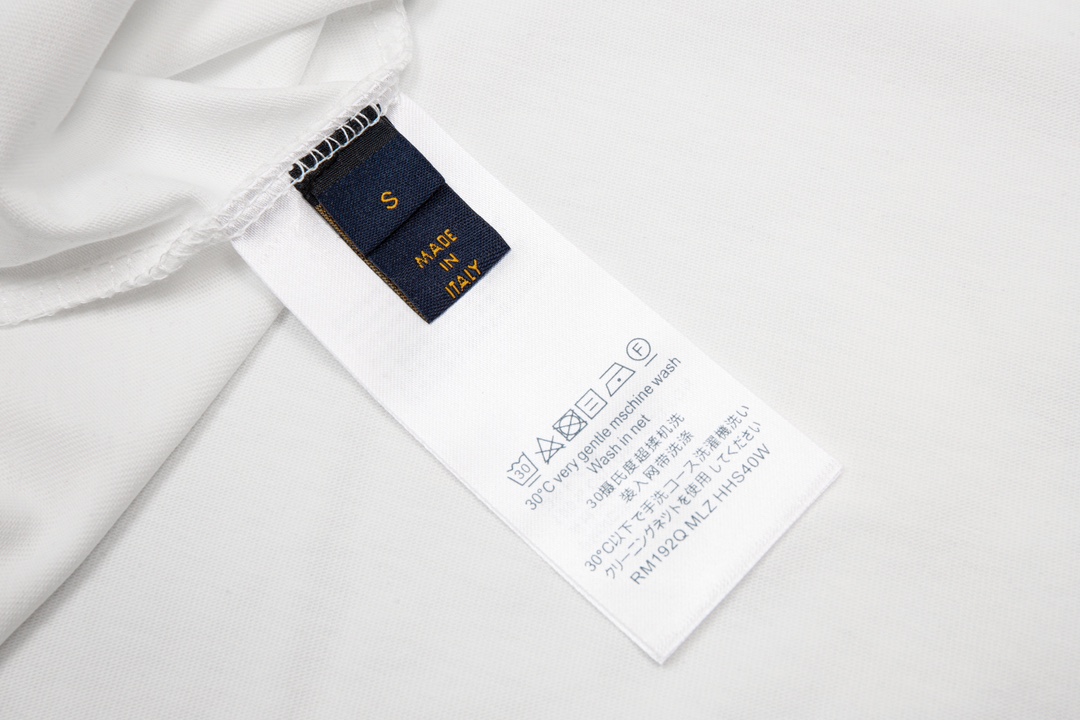 S
MADE
IN
ITALY
30 F
30°C very gentle mschine wash
Wash in net
30摄氏度超揉机洗
装入网带洗涤
30°C以下で手洗コース洗濯機洗い
クリーニングネットを使用してください
RM192Q MLZ HHS40W